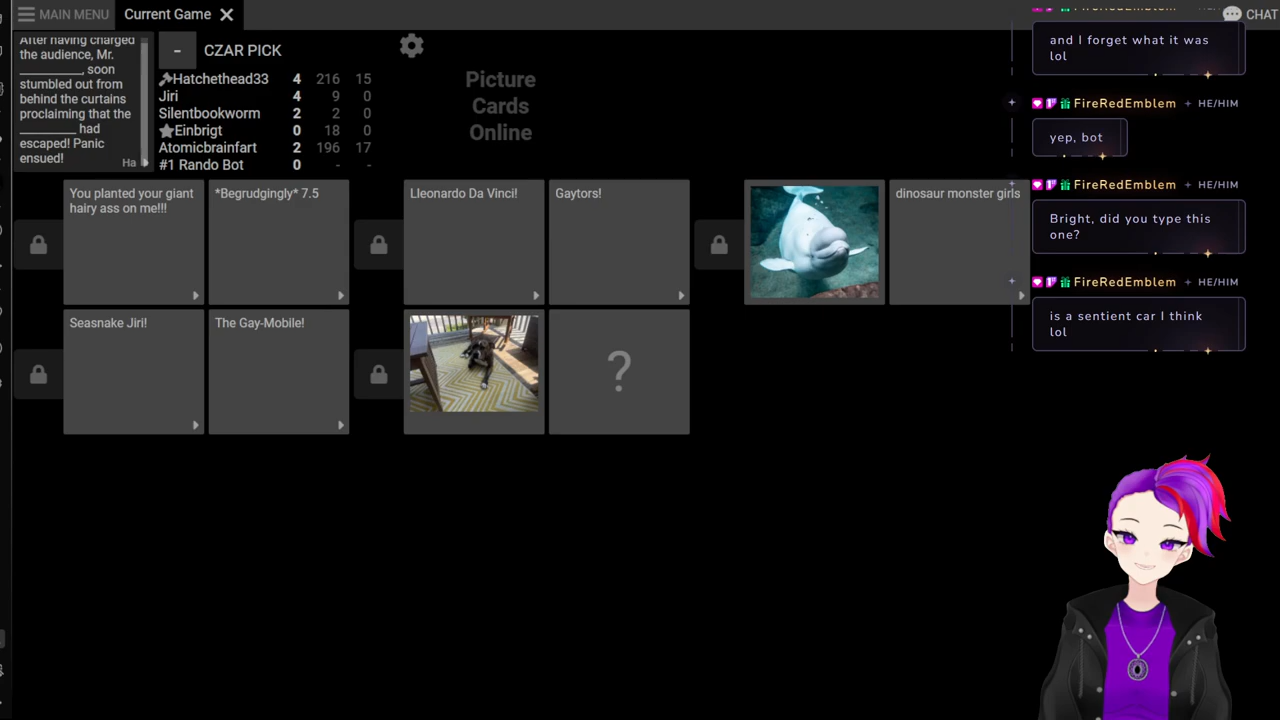 MAIN MENU
Current Game
CHAT
After having charged
the audience, Mr.
__________, soon
stumbled out from
behind the curtains
proclaiming that the
_________ had
escaped! Panic
ensued!
Ha
-
CZAR PICK
Hatchethead33 4 216 15
Jiri 4 9 0
Silentbookworm 2 2 0
Einbrigt 0 18 0
Atomicbrainfart 2 196 17
#1 Rando Bot 0 - -
Picture
Cards
Online
You planted your giant
hairy ass on me!!!
*Begrudgingly* 7.5
Lleonardo Da Vinci!
Gaytors!
dinosaur monster girls
Seasnake Jiri!
The Gay-Mobile!
?
FireRedEmblem
and I forget what it was
lol
FireRedEmblem HE/HIM
yep, bot
FireRedEmblem HE/HIM
Bright, did you type this
one?
FireRedEmblem HE/HIM
is a sentient car I think
lol